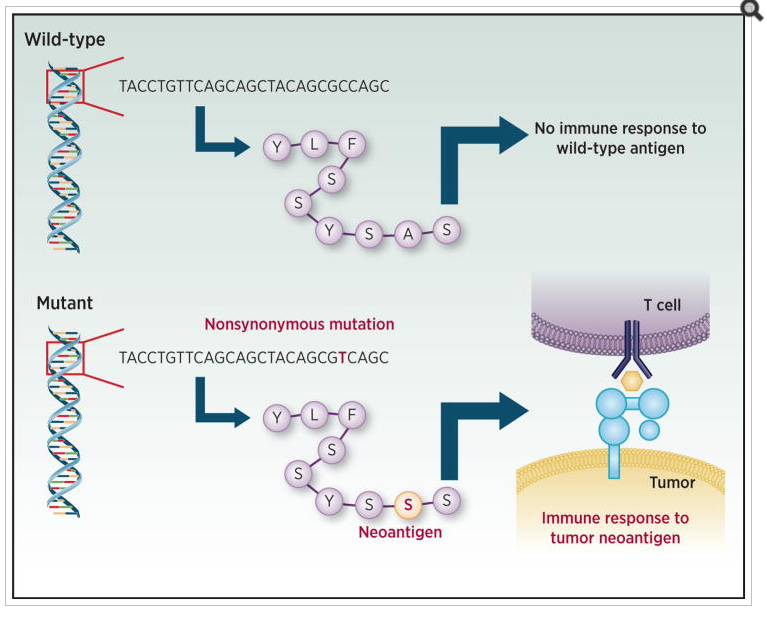 Wild-type
TACCTGTTCAGCAGCTACAGCGCCAGC
Y L F
S
S
Y S A S
No immune response to
wild-type antigen
Mutant
Nonsynonymous mutation
TACCTGTTCAGCAGCTACAGCGTCAGC
Y L F
S
S
Y S S S
Neoantigen
T cell
Tumor
Immune response to
tumor neoantigen